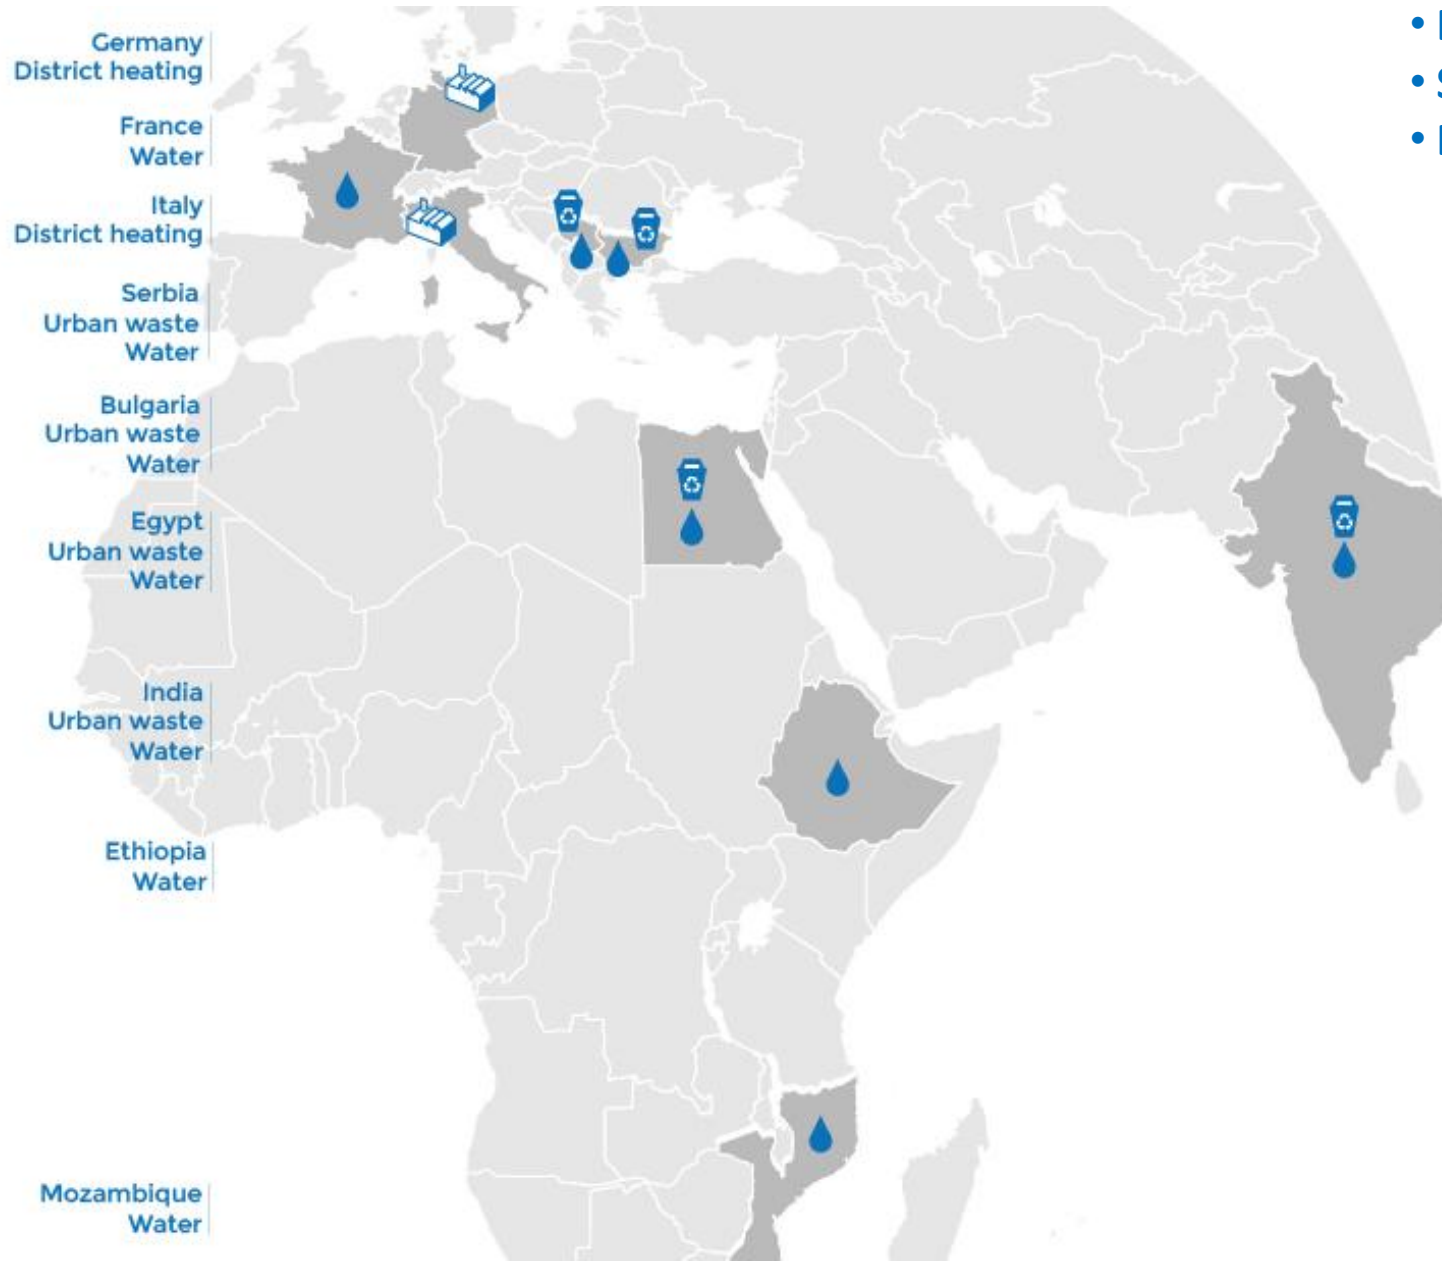 Germany
District heating
France
Water
Italy
District heating
Serbia
Urban waste
Water
Bulgaria
Urban waste
Water
Egypt
Urban waste
Water
India
Urban waste
Water
Ethiopia
Water
Mozambique
Water